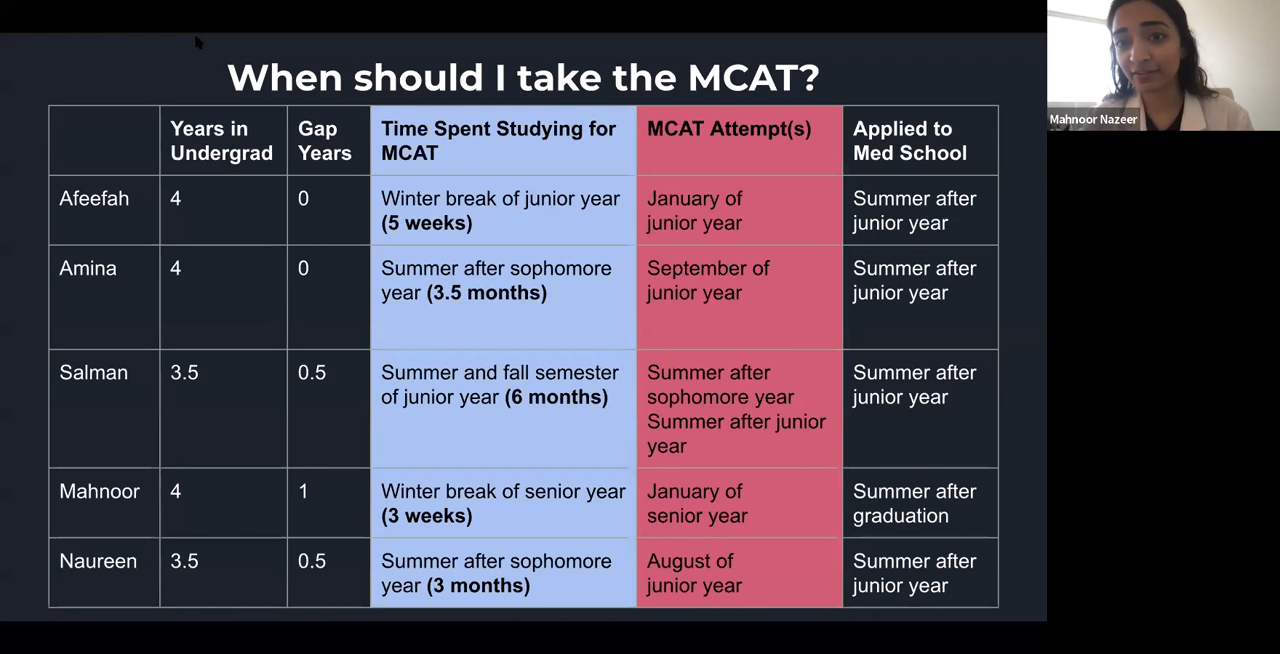 When should I take the MCAT?
Years in
Undergrad
Gap
Years
Time Spent Studying for
MCAT
MCAT Attempt(s)
Applied to
Med School
Afeefah
4
0
Winter break of junior year
(5 weeks)
January of
junior year
Summer after
junior year
Amina
4
0
Summer after sophomore
year (3.5 months)
September of
junior year
Summer after
junior year
Salman
3.5
0.5
Summer and fall semester
of junior year (6 months)
Summer after
sophomore year
Summer after junior
year
Summer after
junior year
Mahnoor
4
1
Winter break of senior year
(3 weeks)
January of
senior year
Summer after
graduation
Naureen
3.5
0.5
Summer after sophomore
year (3 months)
August of
junior year
Summer after
junior year
Mahnoor Nazeer